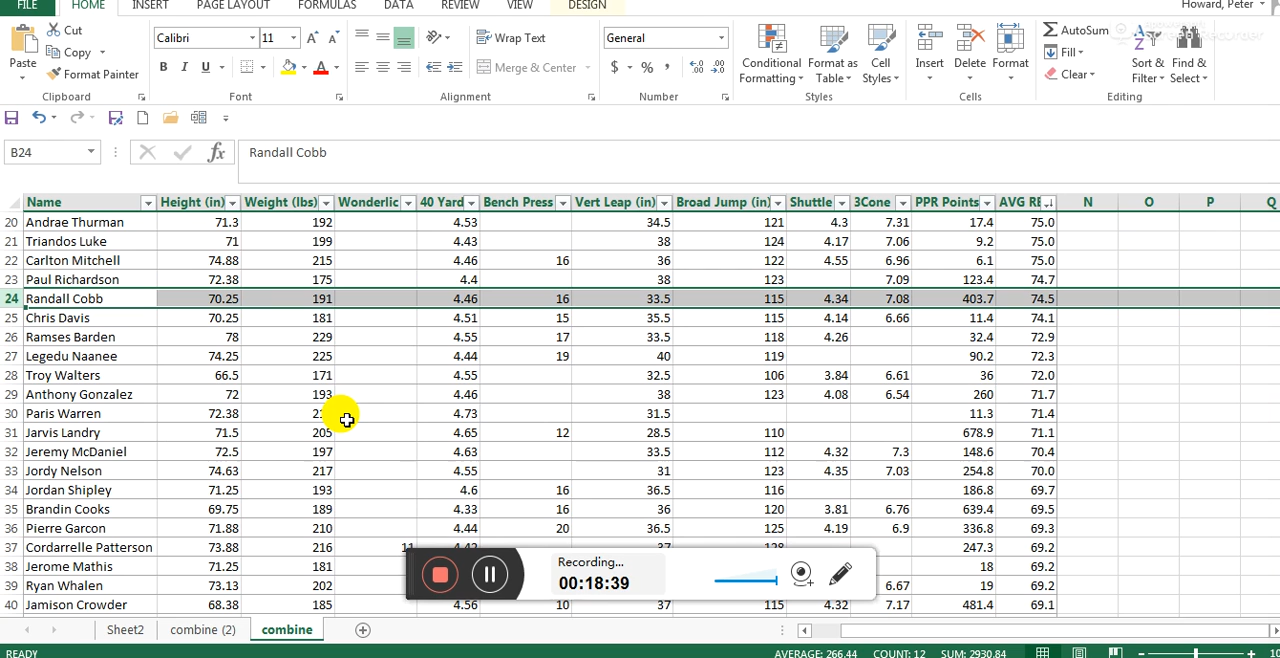 FILE HOME INSERT PAGE LAYOUT FORMULAS DATA REVIEW VIEW DESIGN Howard, Peter
Paste Cut Copy Format Painter Clipboard
Calibri 11 B I U Font
Wrap Text Merge & Center Alignment
General $ % , Number
Conditional Formatting Format as Table Cell Styles Styles
Insert Delete Format Cells
AutoSum Fill Clear Sort & Filter Find & Select Editing
B24 fx Randall Cobb
Name Height (in) Weight (lbs) Wonderlic 40 Yard Bench Press Vert Leap (in) Broad Jump (in) Shuttle 3Cone PPR Points AVG RE N O P Q
20 Andrae Thurman 71.3 192 4.53 34.5 121 4.3 7.31 17.4 75.0
21 Triandos Luke 71 199 4.43 38 124 4.17 7.06 9.2 75.0
22 Carlton Mitchell 74.88 215 4.46 16 36 122 4.55 6.96 6.1 75.0
23 Paul Richardson 72.38 175 4.4 38 123 7.09 123.4 74.7
24 Randall Cobb 70.25 191 4.46 16 33.5 115 4.34 7.08 403.7 74.5
25 Chris Davis 70.25 181 4.51 15 35.5 115 4.14 6.66 11.4 74.1
26 Ramses Barden 78 229 4.55 17 33.5 118 4.26 32.4 72.9
27 Legedu Naanee 74.25 225 4.44 19 40 119 90.2 72.3
28 Troy Walters 66.5 171 4.55 32.5 106 3.84 6.61 36 72.0
29 Anthony Gonzalez 72 193 4.46 38 123 4.08 6.54 260 71.7
30 Paris Warren 72.38 4.73 31.5 11.3 71.4
31 Jarvis Landry 71.5 205 4.65 12 28.5 110 678.9 71.1
32 Jeremy McDaniel 72.5 197 4.63 33.5 112 4.32 7.3 148.6 70.4
33 Jordy Nelson 74.63 217 4.55 31 123 4.35 7.03 254.8 70.0
34 Jordan Shipley 71.25 193 4.6 16 36.5 116 186.8 69.7
35 Brandin Cooks 69.75 189 4.33 16 36 120 3.81 6.76 639.4 69.5
36 Pierre Garcon 71.88 210 4.44 20 36.5 125 4.19 6.9 336.8 69.3
37 Cordarrelle Patterson 73.88 216 11 4.42 37 128 247.3 69.2
38 Jerome Mathis 71.25 181 18 69.2
39 Ryan Whalen 73.13 202 6.67 19 69.2
40 Jamison Crowder 68.38 185 4.56 10 37 115 4.32 7.17 481.4 69.1
Recording...
00:18:39
Sheet2 combine (2) combine
READY AVERAGE: 266.44 COUNT: 12 SUM: 2930.84